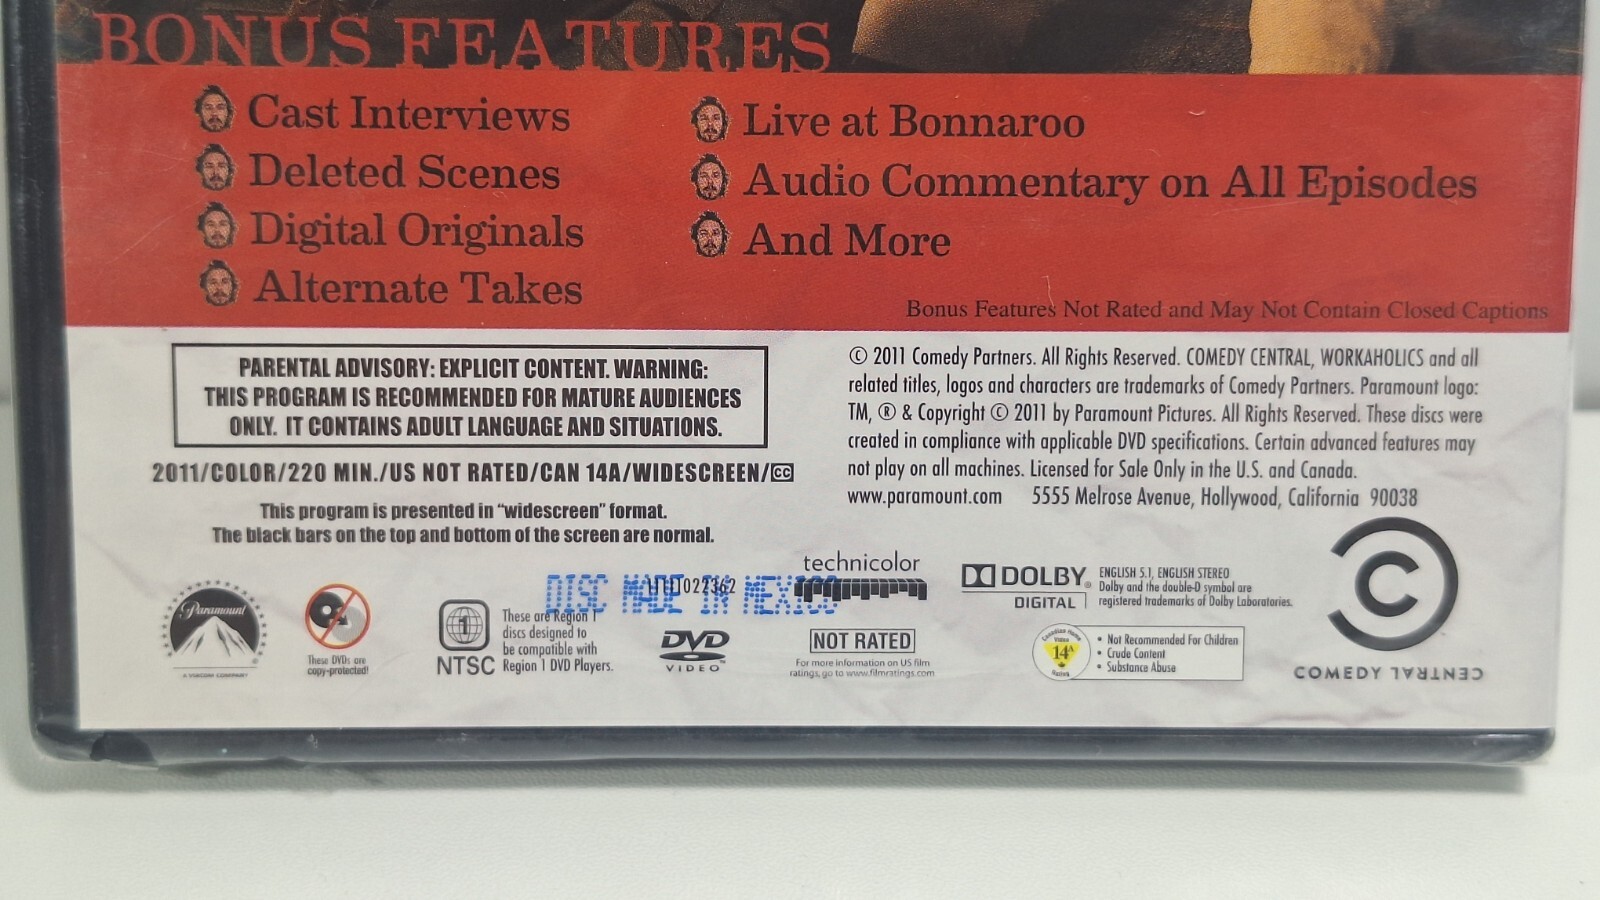 BONUS FEATURES
Cast Interviews
Deleted Scenes
Digital Originals
Alternate Takes
Live at Bonnaroo
Audio Commentary on All Episodes
And More
Bonus Features Not Rated and May Not Contain Closed Captions
PARENTAL ADVISORY: EXPLICIT CONTENT. WARNING:
THIS PROGRAM IS RECOMMENDED FOR MATURE AUDIENCES
ONLY. IT CONTAINS ADULT LANGUAGE AND SITUATIONS.
2011/COLOR/220 MIN./US NOT RATED/CAN 14A/WIDESCREEN/CC
This program is presented in "widescreen" format.
The black bars on the top and bottom of the screen are normal.
© 2011 Comedy Partners. All Rights Reserved. COMEDY CENTRAL, WORKAHOLICS and all
related titles, logos and characters are trademarks of Comedy Partners. Paramount logo:
TM, ® & Copyright © 2011 by Paramount Pictures. All Rights Reserved. These discs were
created in compliance with applicable DVD specifications. Certain advanced features may
not play on all machines. Licensed for Sale Only in the U.S. and Canada.
www.paramount.com 5555 Melrose Avenue, Hollywood, California 90038
Paramount
A VIACOM COMPANY
These DVDs are
copy-protected!
1
NTSC
These are Region 1
discs designed to
be compatible with
Region 1 DVD Players.
DISC MADE IN MEXICO
DVD
VIDEO™
technicolor
NOT RATED
For more information on US film
ratings, go to www.filmratings.com
DOLBY®
DIGITAL
ENGLISH 5.1, ENGLISH STEREO
Dolby and the double-D symbol are
registered trademarks of Dolby Laboratories.
Canadian Home
Video
14A
Rating
• Not Recommended For Children
• Crude Content
• Substance Abuse
COMEDY CENTRAL